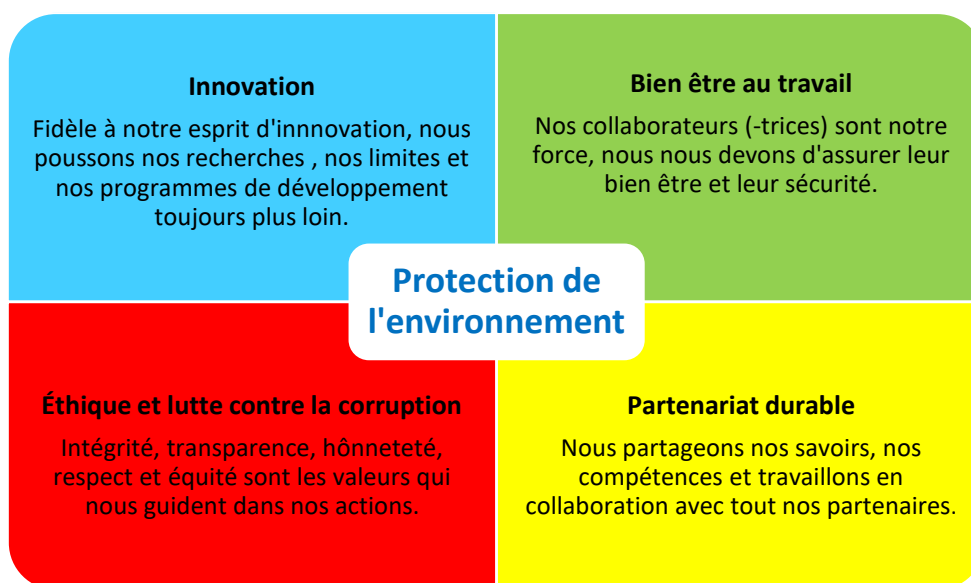 Innovation
Fidèle à notre esprit d'innnovation, nous
poussons nos recherches , nos limites et
nos programmes de développement
toujours plus loin.
Bien être au travail
Nos collaborateurs (-trices) sont notre
force, nous nous devons d'assurer leur
bien être et leur sécurité.
Protection de
l'environnement
Éthique et lutte contre la corruption
Intégrité, transparence, hônneteté,
respect et équité sont les valeurs qui
nous guident dans nos actions.
Partenariat durable
Nous partageons nos savoirs, nos
compétences et travaillons en
collaboration avec tout nos partenaires.